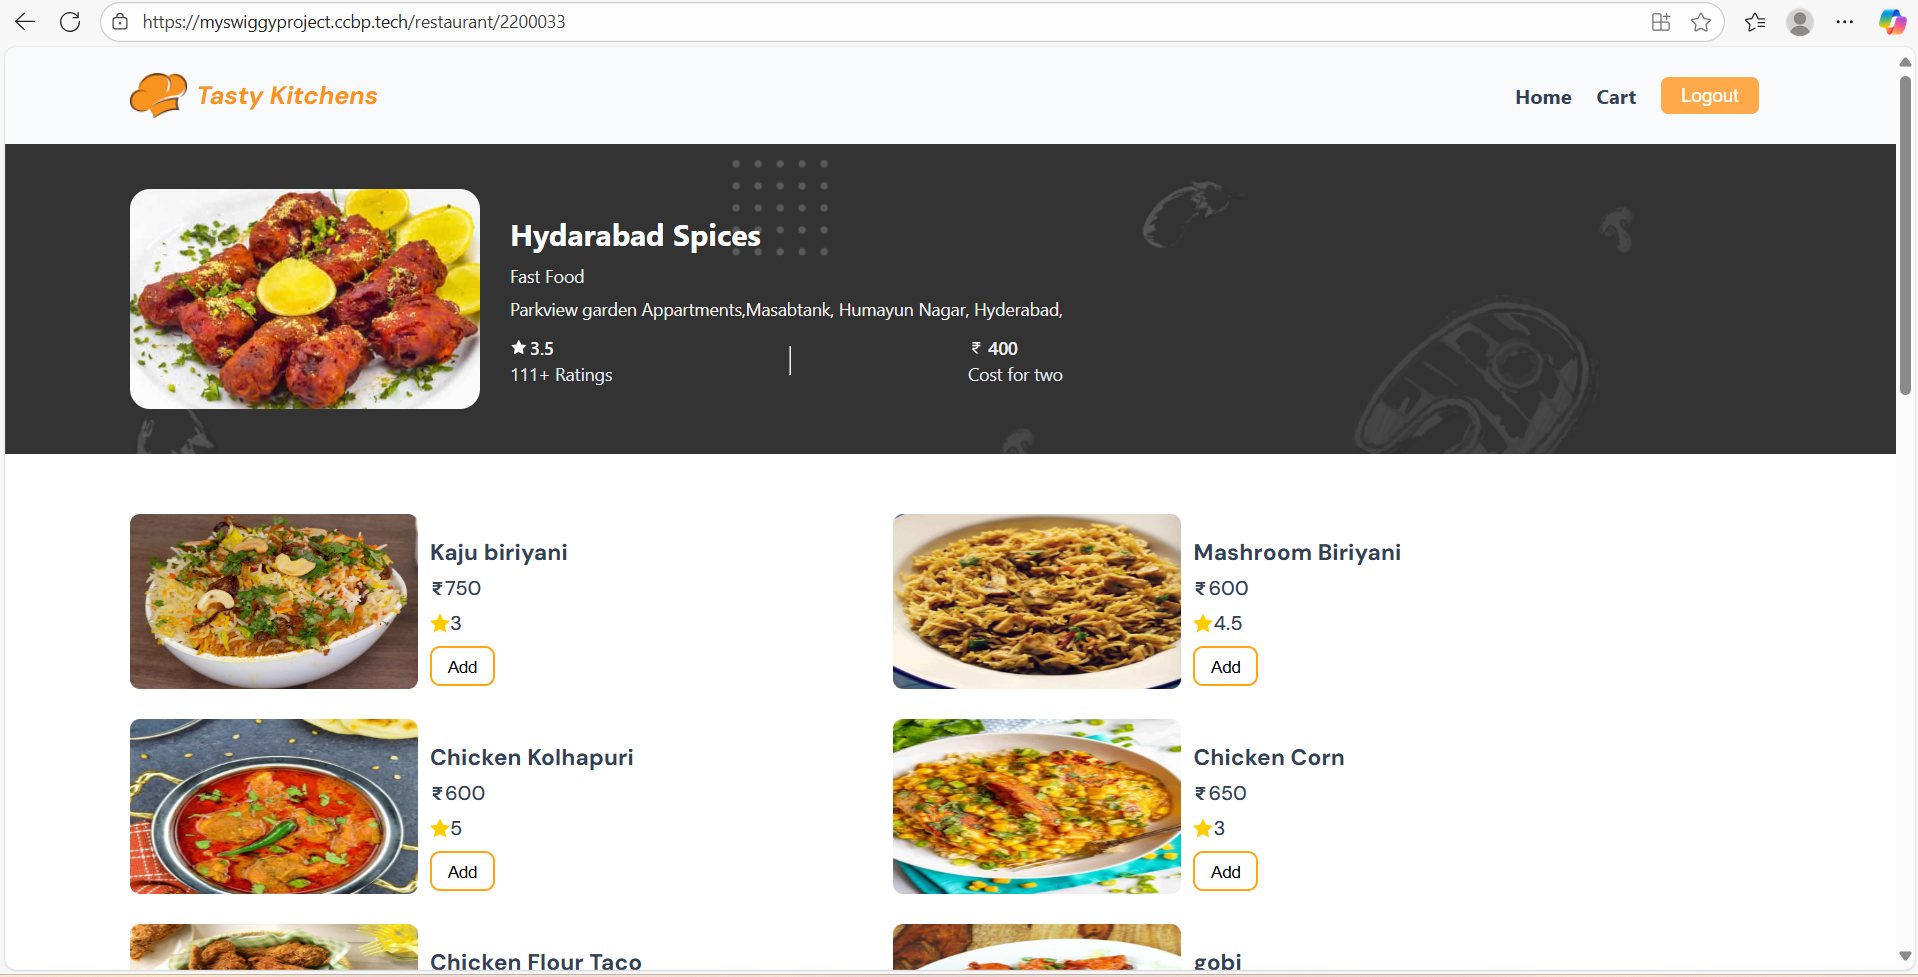 https://myswiggyproject.ccbp.tech/restaurant/2200033
Tasty Kitchens
Home Cart Logout
Hydarabad Spices
Fast Food
Parkview garden Appartments,Masabtank, Humayun Nagar, Hyderabad,
3.5
111+ Ratings
₹ 400
Cost for two
Kaju biriyani
₹750
3
Add
Mashroom Biriyani
₹600
4.5
Add
Chicken Kolhapuri
₹600
5
Add
Chicken Corn
₹650
3
Add
Chicken Flour Taco
gobi